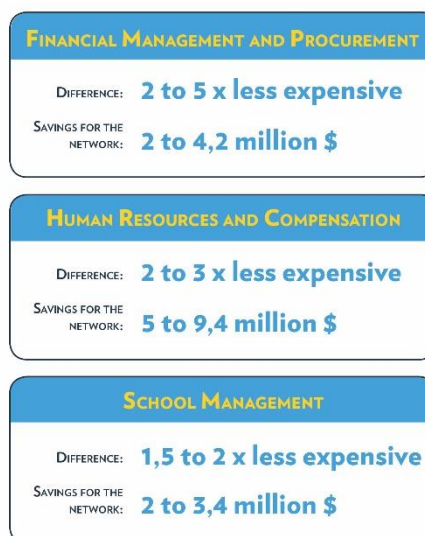 FINANCIAL MANAGEMENT AND PROCUREMENT
DIFFERENCE: 2 to 5 x less expensive
SAVINGS FOR THE
NETWORK: 2 to 4,2 million $
HUMAN RESOURCES AND COMPENSATION
DIFFERENCE: 2 to 3 x less expensive
SAVINGS FOR THE
NETWORK: 5 to 9,4 million $
SCHOOL MANAGEMENT
DIFFERENCE: 1,5 to 2 x less expensive
SAVINGS FOR THE
NETWORK: 2 to 3,4 million $